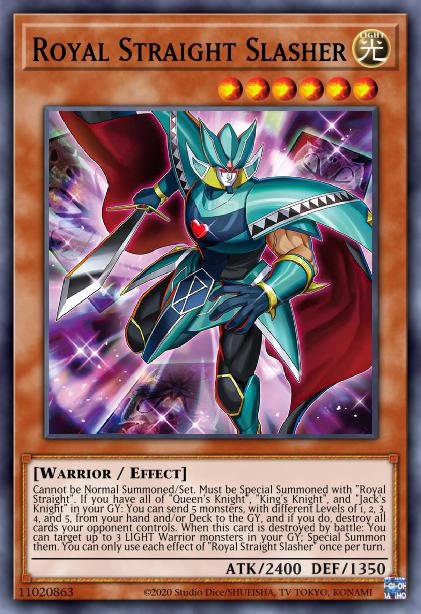 ROYAL STRAIGHT SLASHER
LIGHT
光
[WARRIOR / EFFECT]
Cannot be Normal Summoned/Set. Must be Special Summoned with "Royal
Straight". If you have all of "Queen's Knight", "King's Knight", and "Jack's
Knight" in your GY: You can send 5 monsters, with different Levels of 1, 2, 3,
4, and 5, from your hand and/or Deck to the GY, and if you do, destroy all
cards your opponent controls. When this card is destroyed by battle: You
can target up to 3 LIGHT Warrior monsters in your GY; Special Summon
them. You can only use each effect of "Royal Straight Slasher" once per turn.
ATK/2400 DEF/1350
11020863 ©2020 Studio Dice/SHUEISHA, TV TOKYO, KONAMI